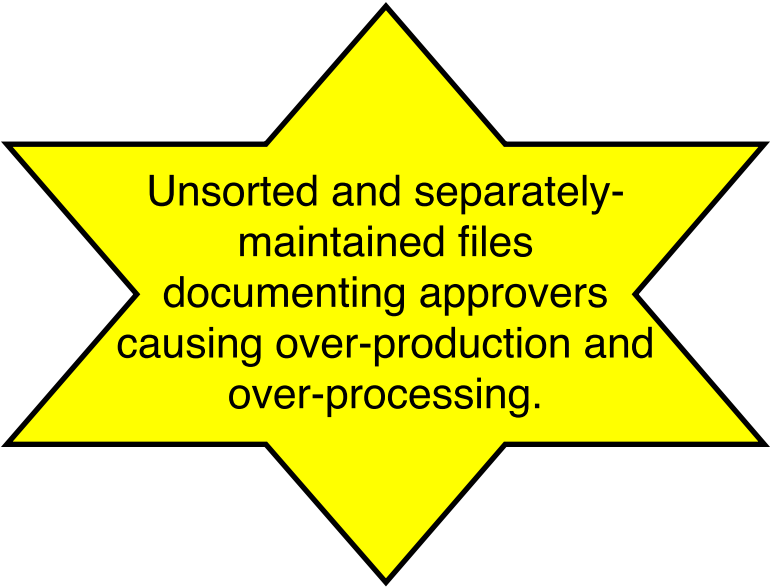 Unsorted and separately-
maintained files
documenting approvers
causing over-production and
over-processing.